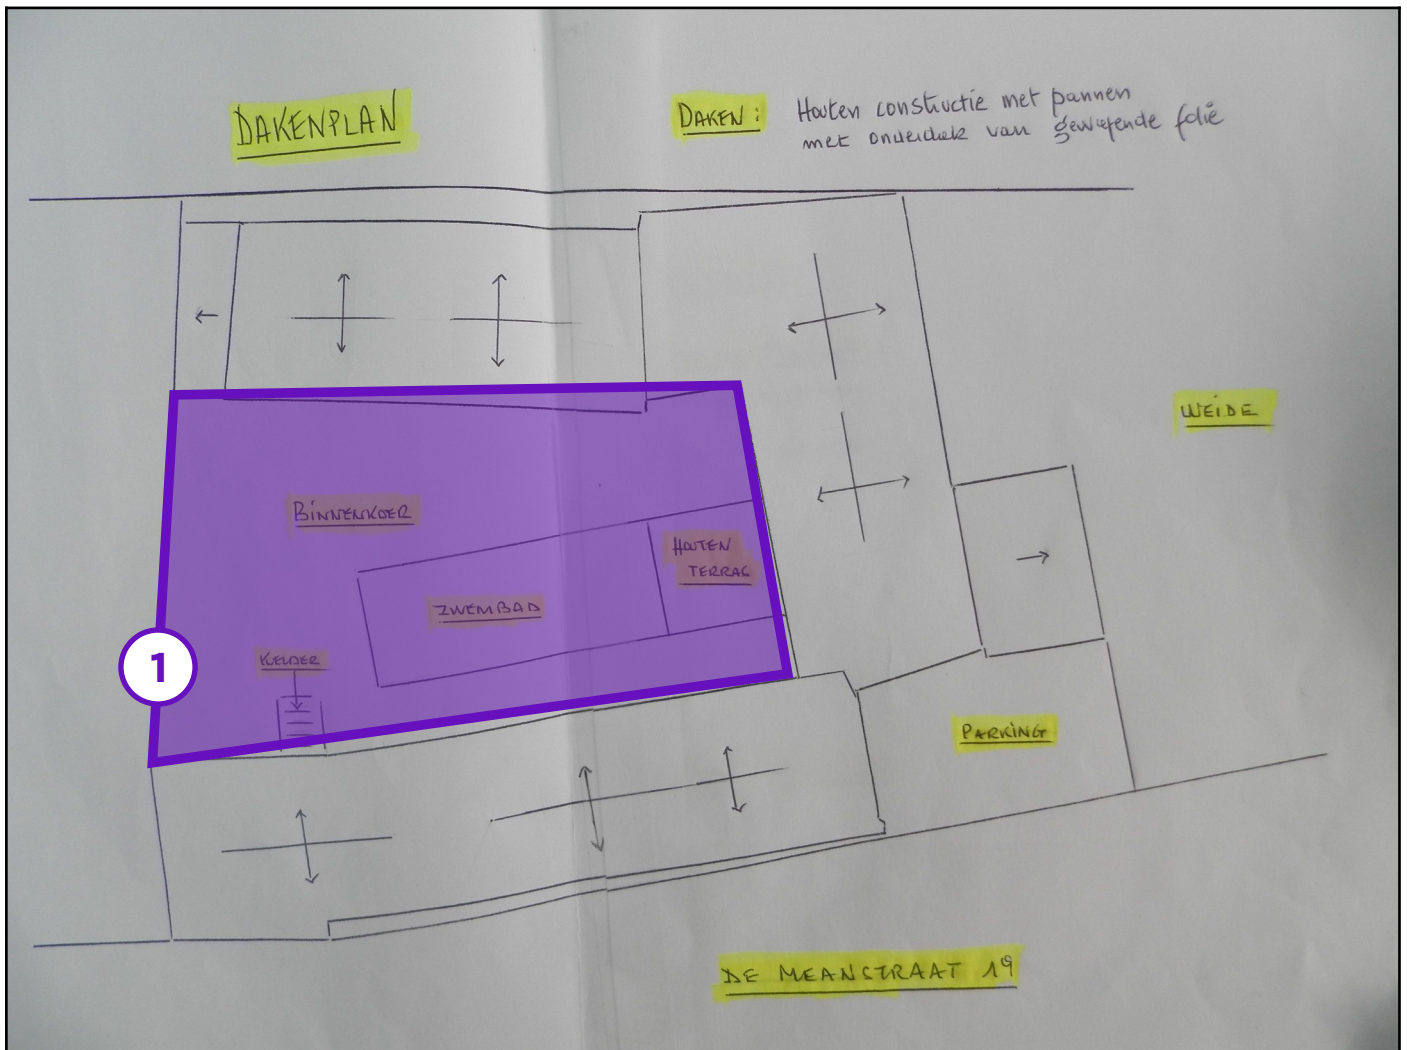 DAKENPLAN
DAKEN: Houten constructie met pannen
met onderdak van gewafende folie
WEIDE
BINNENKOER
HOUTEN
TERRAS
ZWEMBAD
KELDER
1
PARKING
DE MEANSTRAAT 19